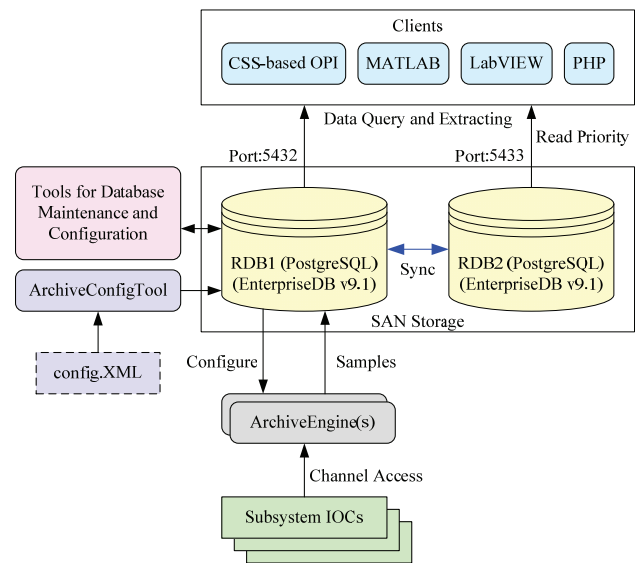 Clients
CSS-based OPI
MATLAB
LabVIEW
PHP
Data Query and Extracting
Read Priority
Port:5432
Port:5433
Tools for Database
Maintenance and
Configuration
RDB1 (PostgreSQL)
(EnterpriseDB v9.1)
Sync
RDB2 (PostgreSQL)
(EnterpriseDB v9.1)
ArchiveConfigTool
SAN Storage
config.XML
Configure
Samples
ArchiveEngine(s)
Channel Access
Subsystem IOCs